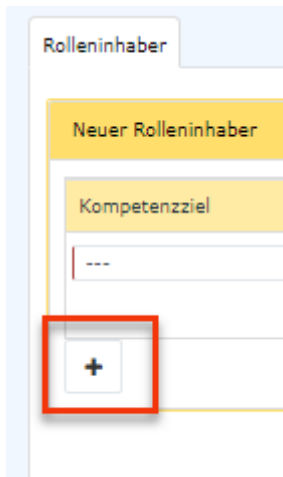 Rolleninhaber
Neuer Rolleninhaber
Kompetenzziel
---
+